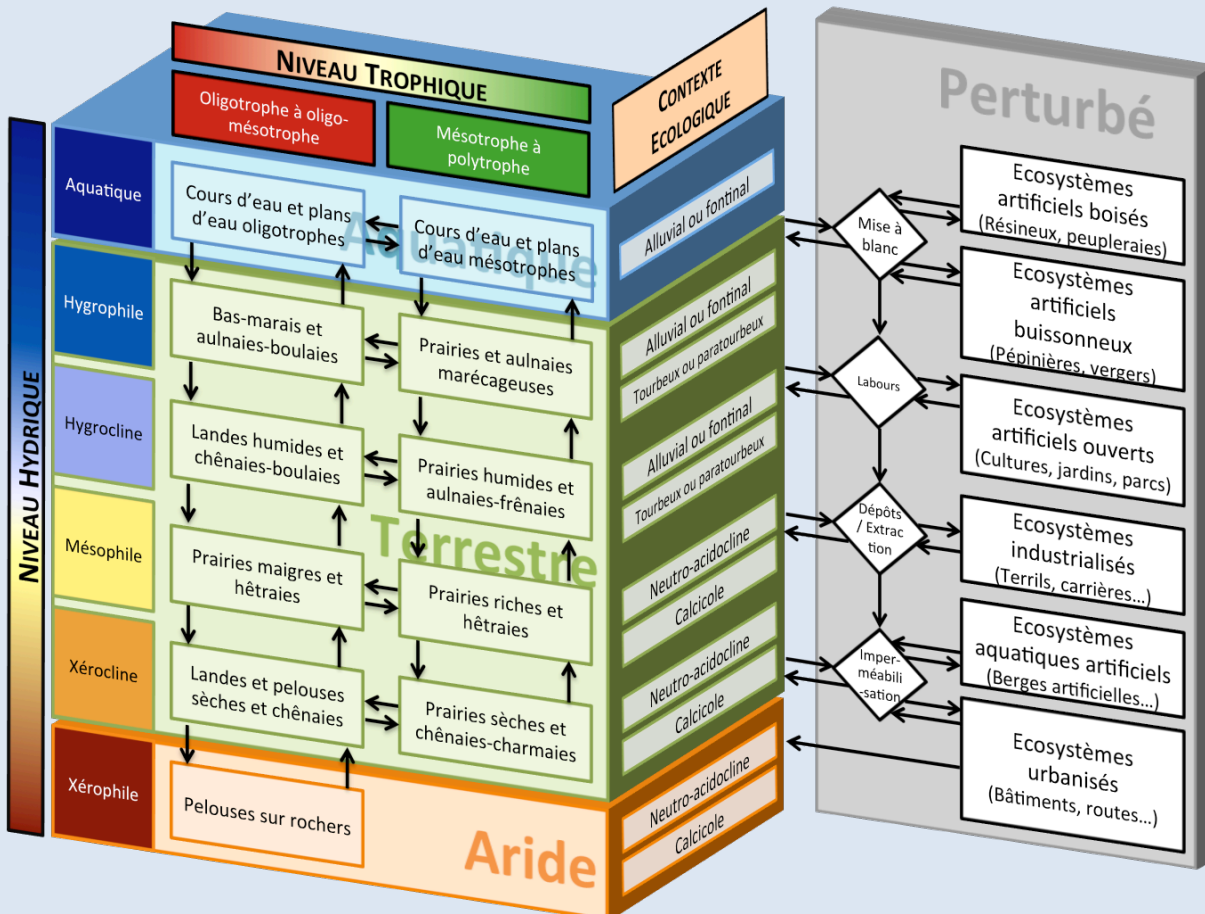 NIVEAU TROPHIQUE
Oligotrophe à oligo-
mésotrophe
Mésotrophe à
polytrophe
CONTEXTE
ECOLOGIQUE
NIVEAU HYDRIQUE
Aquatique
Hygrophile
Hygrocline
Mésophile
Xérocline
Xérophile
Aquatique
Cours d'eau et plans
d'eau oligotrophes
Cours d'eau et plans
d'eau mésotrophes
Terrestre
Bas-marais et
aulnaies-boulaies
Prairies et aulnaies
marécageuses
Landes humides et
chênaies-boulaies
Prairies humides et
aulnaies-frênaies
Prairies maigres et
hêtraies
Prairies riches et
hêtraies
Landes et pelouses
sèches et chênaies
Prairies sèches et
chênaies-charmaies
Aride
Pelouses sur rochers
Alluvial ou fontinal
Alluvial ou fontinal
Tourbeux ou paratourbeux
Alluvial ou fontinal
Tourbeux ou paratourbeux
Neutro-acidocline
Calcicole
Neutro-acidocline
Calcicole
Neutro-acidocline
Calcicole
Perturbé
Mise à
blanc
Labours
Dépôts
/ Extrac
tion
Imper-
méabili
-sation
Ecosystèmes
artificiels boisés
(Résineux, peupleraies)
Ecosystèmes
artificiels
buissonneux
(Pépinières, vergers)
Ecosystèmes
artificiels ouverts
(Cultures, jardins, parcs)
Ecosystèmes
industrialisés
(Terrils, carrières...)
Ecosystèmes
aquatiques artificiels
(Berges artificielles...)
Ecosystèmes
urbanisés
(Bâtiments, routes...)